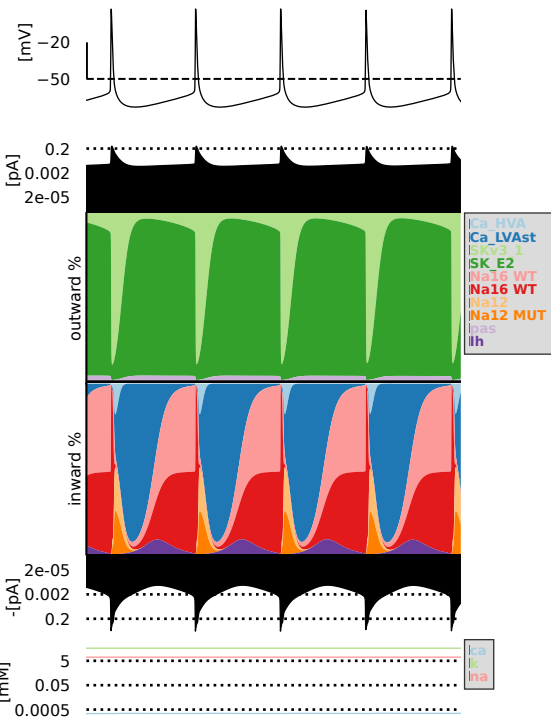 [mV]
−20
−50
[pA]
0.2
0.002
2e-05
outward %
Ca_HVA
Ca_LVAst
SKv3_1
SK_E2
Na16 WT
Na16 WT
Na12
Na12 MUT
pas
Ih
inward %
-[pA]
2e-05
0.002
0.2
[mM]
5
0.05
0.0005
ca
k
na